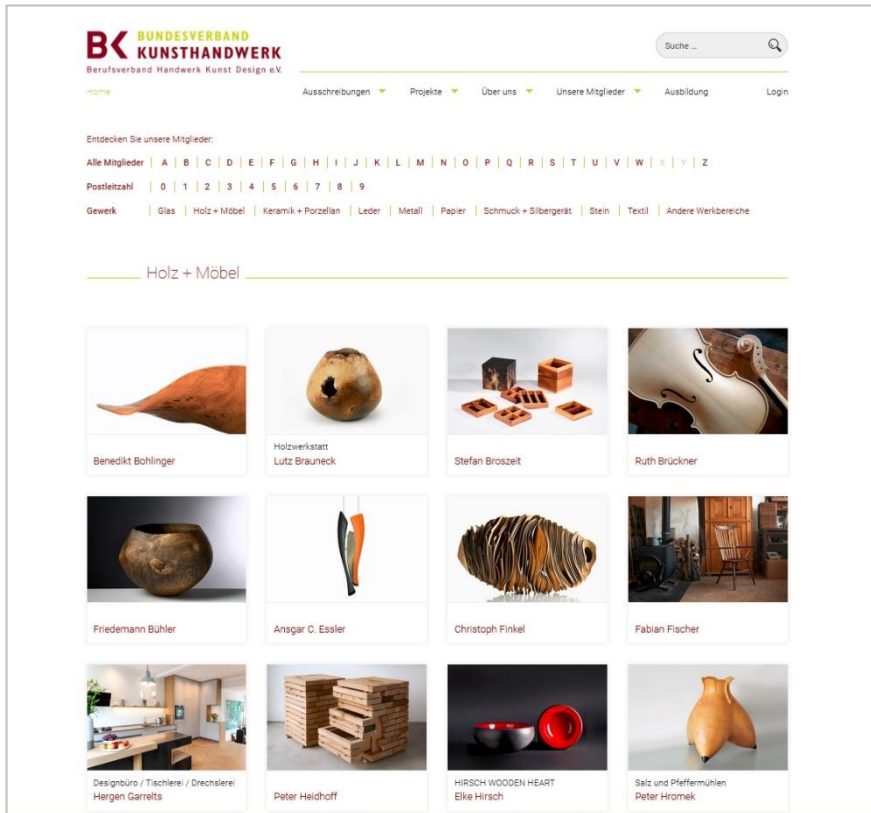 BK BUNDESVERBAND
KUNSTHANDWERK
Berufsverband Handwerk Kunst Design e.V.
Suche ...
Home Ausschreibungen Projekte Über uns Unsere Mitglieder Ausbildung Login
Entdecken Sie unsere Mitglieder:
Alle Mitglieder | A | B | C | D | E | F | G | H | I | J | K | L | M | N | O | P | Q | R | S | T | U | V | W | X | Y | Z
Postleitzahl | 0 | 1 | 2 | 3 | 4 | 5 | 6 | 7 | 8 | 9
Gewerk | Glas | Holz + Möbel | Keramik + Porzellan | Leder | Metall | Papier | Schmuck + Silbergerät | Stein | Textil | Andere Werkbereiche
Holz + Möbel
Benedikt Bohlinger
Holzwerkstatt
Lutz Brauneck
Stefan Broszeit
Ruth Brückner
Friedemann Bühler
Ansgar C. Essler
Christoph Finkel
Fabian Fischer
Designbüro / Tischlerei / Drechslerei
Hergen Garrelts
Peter Heidhoff
HIRSCH WOODEN HEART
Elke Hirsch
Salz und Pfeffermühlen
Peter Hromek